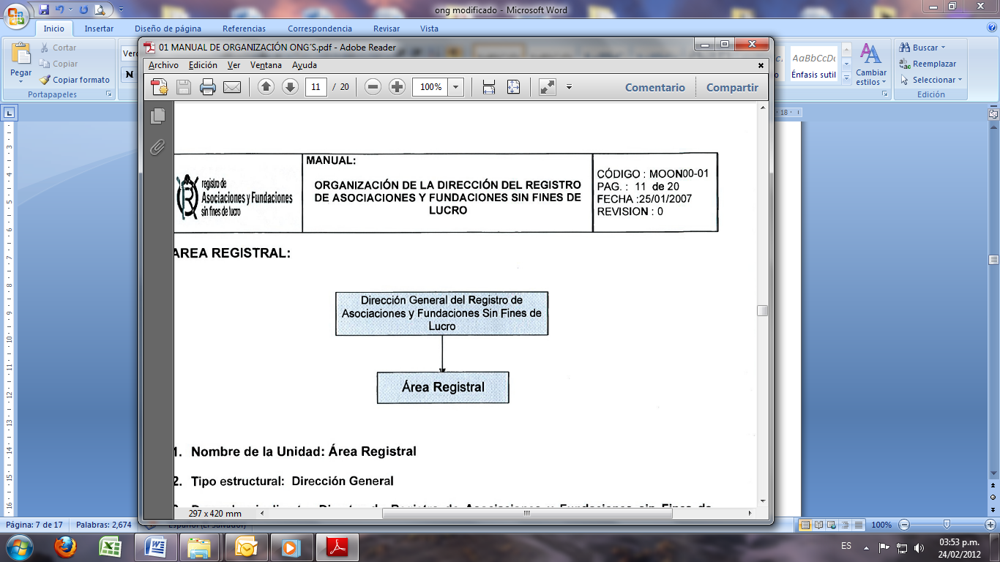 ong modificado - Microsoft Word
Inicio
Insertar
Diseño de página
Referencias
Correspondencia
Revisar
Vista
Pegar
Cortar
Copiar
Copiar formato
Portapapeles
N
AaBbCcDc
Énfasis sutil
Cambiar
estilos
Buscar
Reemplazar
Seleccionar
Edición
01 MANUAL DE ORGANIZACIÓN ONG´S.pdf - Adobe Reader
Archivo Edición Ver Ventana Ayuda
11 / 20
100%
Comentario
Compartir
registro de
Asociaciones y Fundaciones
sin fines de lucro
MANUAL:
ORGANIZACIÓN DE LA DIRECCIÓN DEL REGISTRO
DE ASOCIACIONES Y FUNDACIONES SIN FINES DE
LUCRO
CÓDIGO : MOON00-01
PAG. : 11 de 20
FECHA :25/01/2007
REVISION : 0
AREA REGISTRAL:
Dirección General del Registro de
Asociaciones y Fundaciones Sin Fines de
Lucro
Área Registral
1. Nombre de la Unidad: Área Registral
2. Tipo estructural: Dirección General
297 x 420 mm
Página: 7 de 17
Palabras: 2,674
Español (El Salvador)
100%
ES
03:53 p.m.
24/02/2012